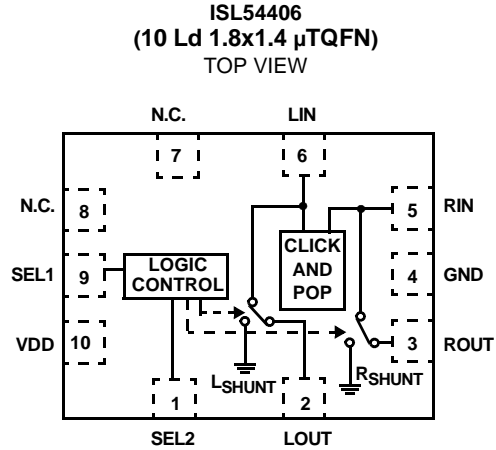 ISL54406
(10 Ld 1.8x1.4 µTQFN)
TOP VIEW
N.C.
LIN
7
6
N.C.
8
5
RIN
CLICK
AND
POP
SEL1
9
LOGIC
CONTROL
4
GND
VDD
10
3
ROUT
LSHUNT
RSHUNT
1
2
SEL2
LOUT